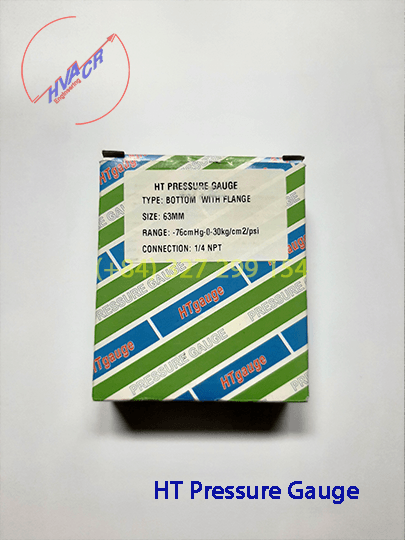 HVACR
Engineering
HT PRESSURE GAUGE
TYPE: BOTTOM WITH FLANGE
SIZE: 63MM
RANGE: -76cmHg-0-30kg/cm2/psi
CONNECTION: 1/4 NPT
PRESSURE GAUGE
HTgauge
PRESSURE GAUGE
HTgauge
PRESSURE GAUGE
HTgauge
HT Pressure Gauge